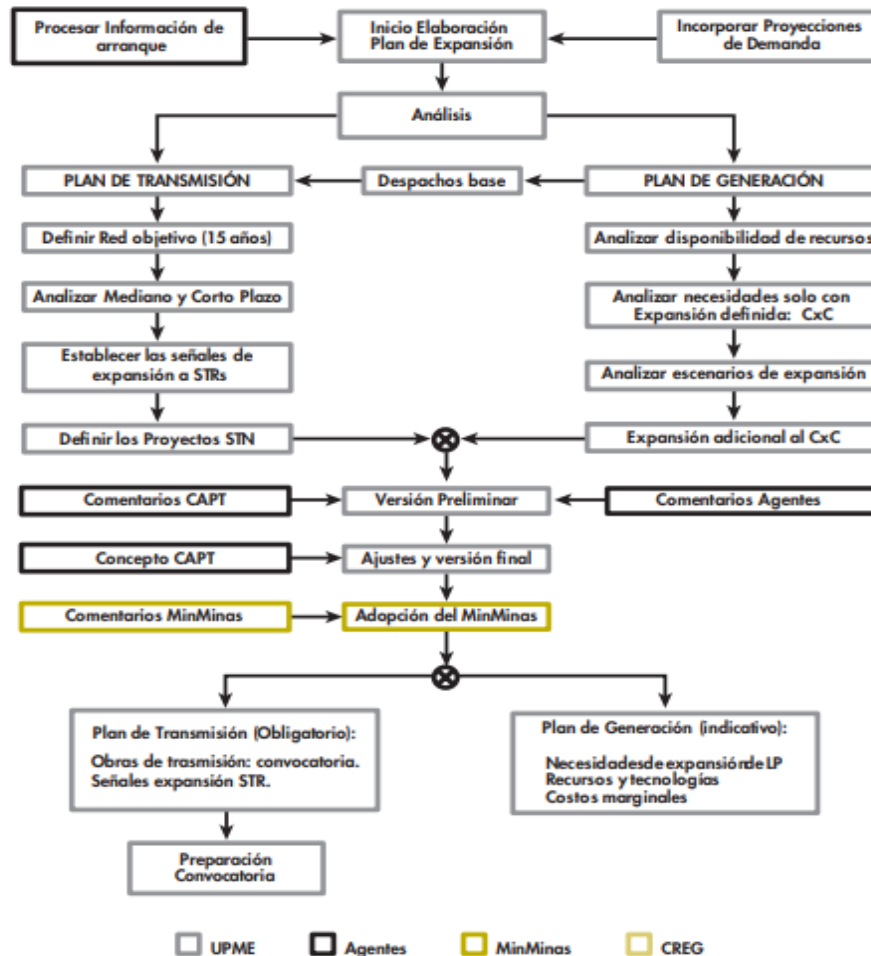 Procesar Información de
arranque
Inicio Elaboración
Plan de Expansión
Incorporar Proyecciones
de Demanda
Análisis
PLAN DE TRANSMISIÓN
Despachos base
PLAN DE GENERACIÓN
Definir Red objetivo (15 años)
Analizar disponibilidad de recursos
Analizar Mediano y Corto Plazo
Analizar necesidades solo con
Expansión definida: CxC
Establecer las señales de
expansión a STRs
Analizar escenarios de expansión
Definir los Proyectos STN
Expansión adicional al CxC
Comentarios CAPT
Versión Preliminar
Comentarios Agentes
Concepto CAPT
Ajustes y versión final
Comentarios MinMinas
Adopción del MinMinas
Plan de Transmisión (Obligatorio):
Obras de trasmisión: convocatoria.
Señales expansión STR.
Plan de Generación (indicativo):
Necesidades de expansión de LP
Recursos y tecnologías
Costos marginales
Preparación
Convocatoria
UPME
Agentes
MinMinas
CREG